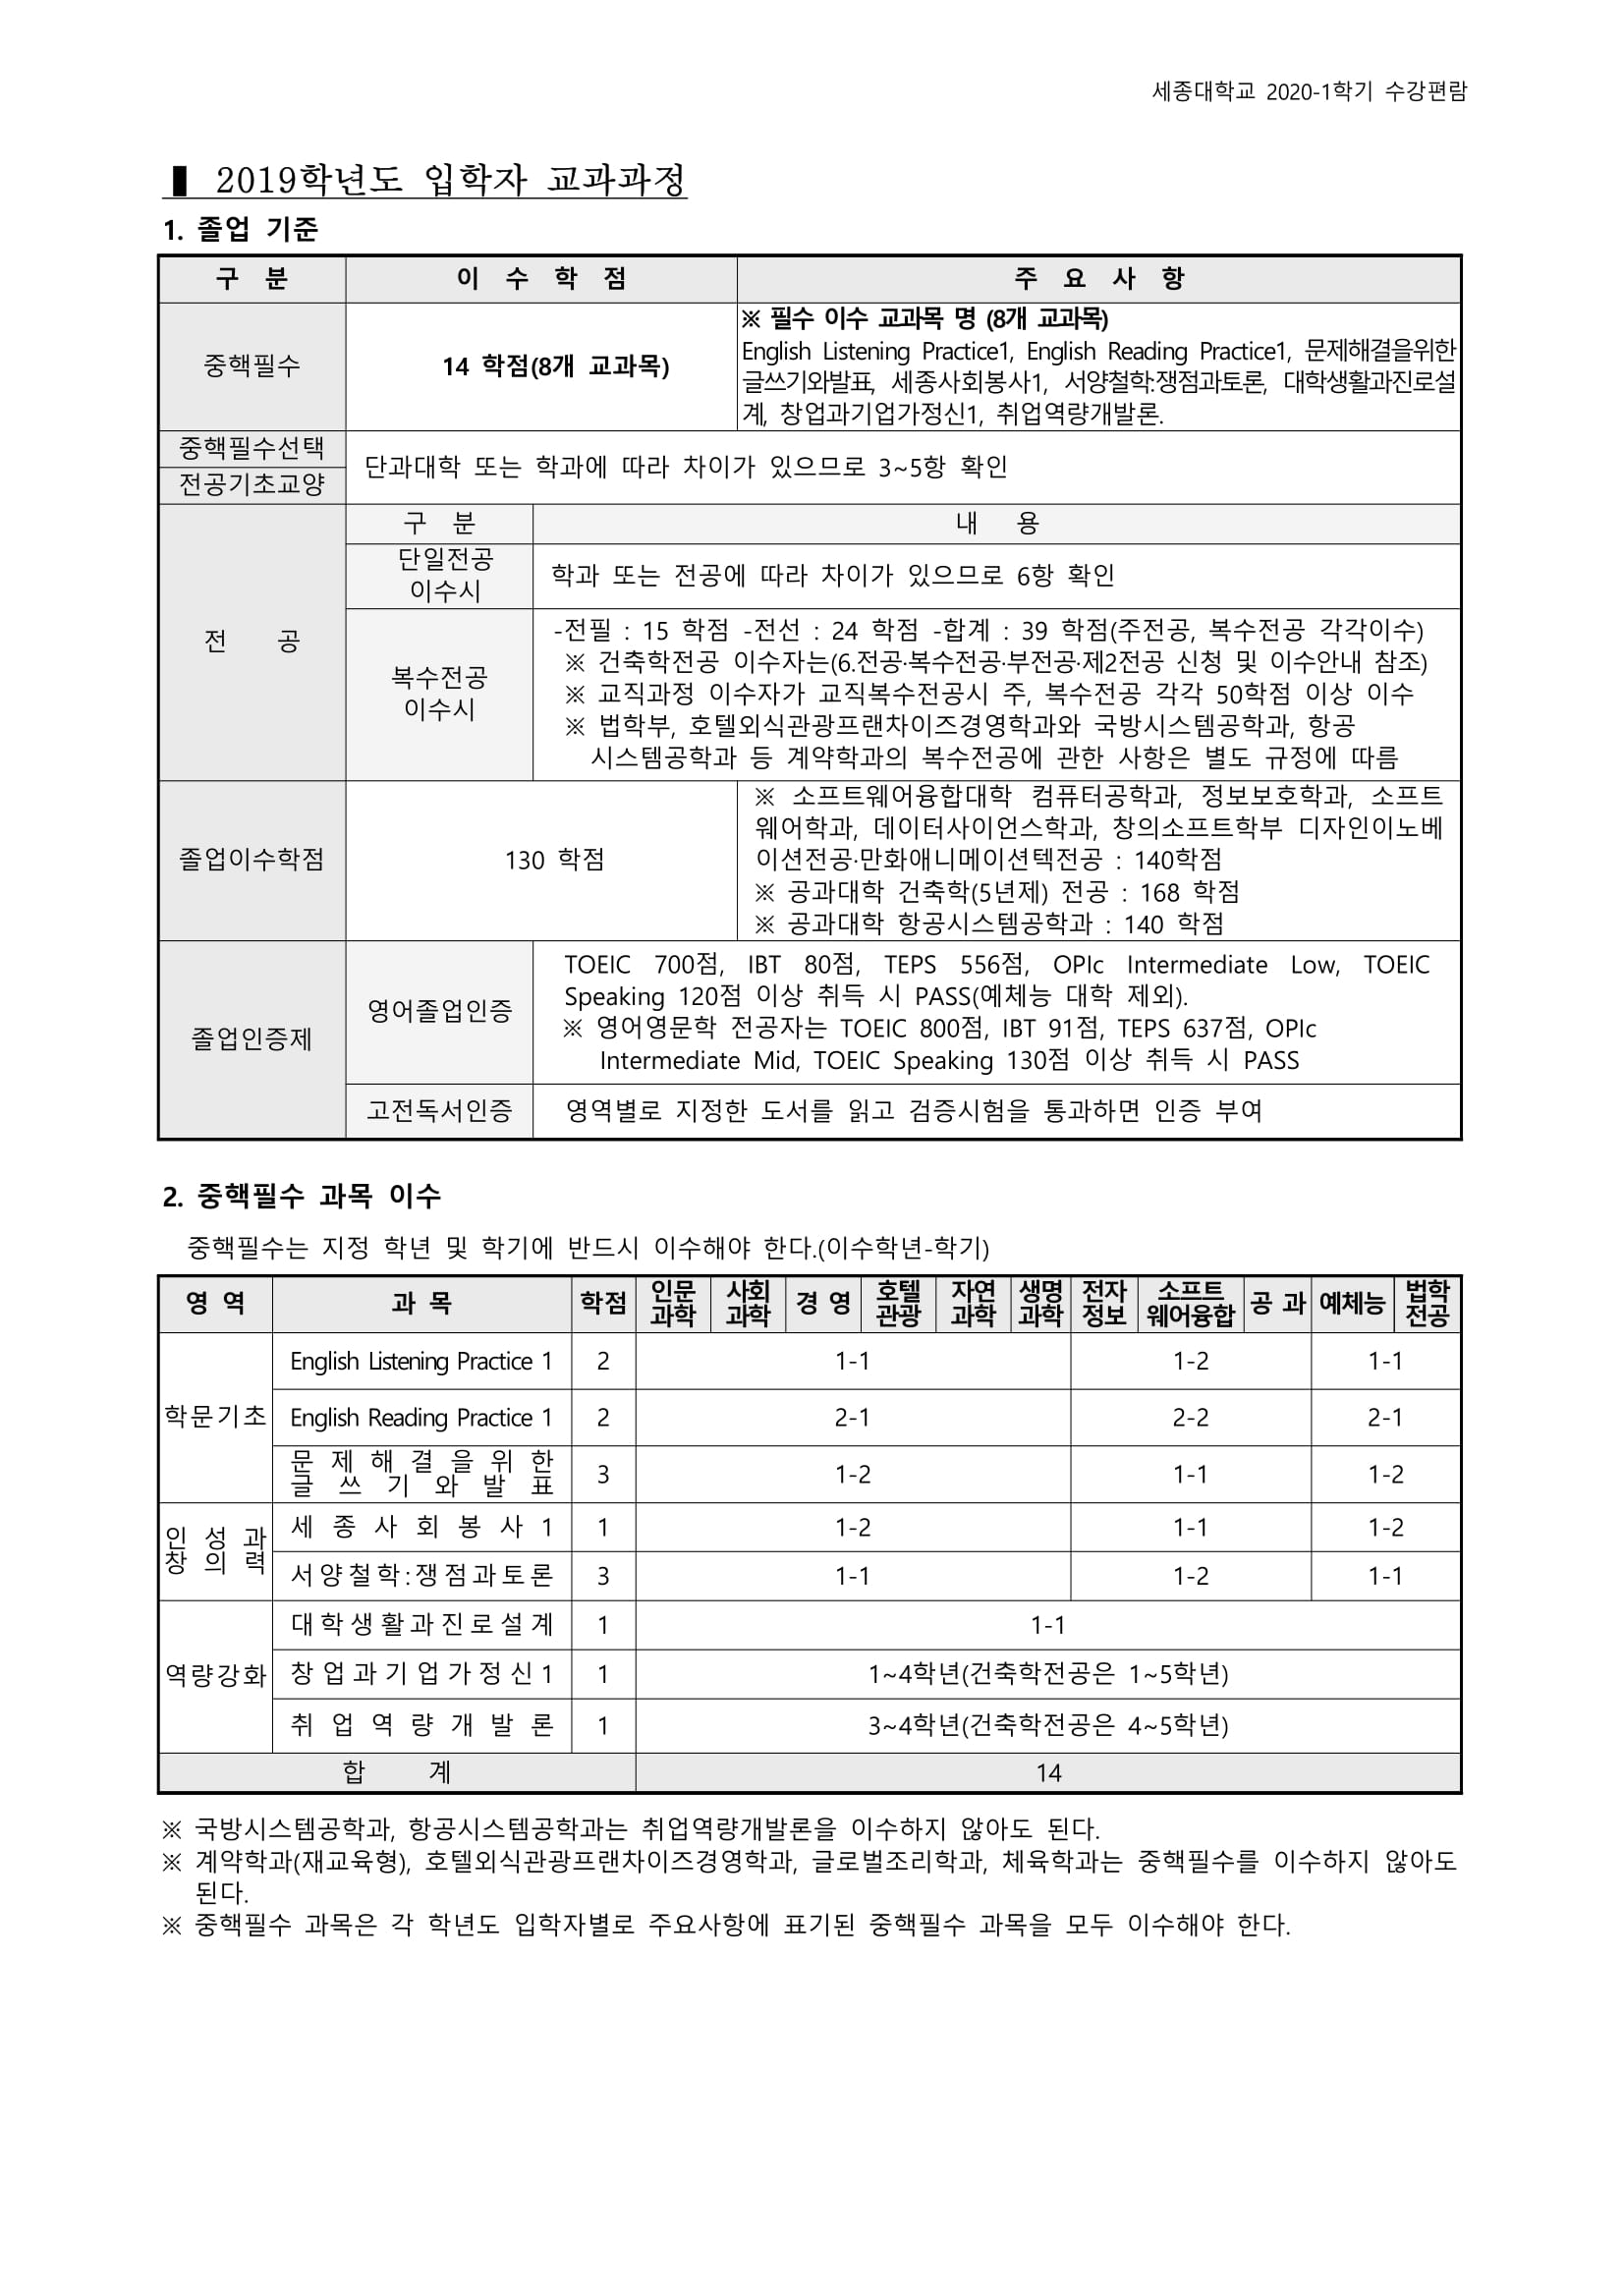 세종대학교 2020-1학기 수강편람
▌ 2019학년도 입학자 교과과정
1. 졸업 기준
구 분 이 수 학 점 주 요 사 항
중핵필수 14 학점(8개 교과목)
※ 필수 이수 교과목 명 (8개 교과목)
English Listening Practice1, English Reading Practice1, 문제해결을위한
글쓰기와발표, 세종사회봉사1, 서양철학:쟁점과토론, 대학생활과진로설
계, 창업과기업가정신1, 취업역량개발론.
중핵필수선택
전공기초교양
단과대학 또는 학과에 따라 차이가 있으므로 3~5항 확인
전 공
구 분 내 용
단일전공
이수시
학과 또는 전공에 따라 차이가 있으므로 6항 확인
복수전공
이수시
-전필 : 15 학점 -전선 : 24 학점 -합계 : 39 학점(주전공, 복수전공 각각이수)
※ 건축학전공 이수자는(6.전공·복수전공·부전공·제2전공 신청 및 이수안내 참조)
※ 교직과정 이수자가 교직복수전공시 주, 복수전공 각각 50학점 이상 이수
※ 법학부, 호텔외식관광프랜차이즈경영학과와 국방시스템공학과, 항공
시스템공학과 등 계약학과의 복수전공에 관한 사항은 별도 규정에 따름
졸업이수학점 130 학점
※ 소프트웨어융합대학 컴퓨터공학과, 정보보호학과, 소프트
웨어학과, 데이터사이언스학과, 창의소프트학부 디자인이노베
이션전공·만화애니메이션텍전공 : 140학점
※ 공과대학 건축학(5년제) 전공 : 168 학점
※ 공과대학 항공시스템공학과 : 140 학점
졸업인증제
영어졸업인증
TOEIC 700점, IBT 80점, TEPS 556점, OPIc Intermediate Low, TOEIC
Speaking 120점 이상 취득 시 PASS(예체능 대학 제외).
※ 영어영문학 전공자는 TOEIC 800점, IBT 91점, TEPS 637점, OPIc
Intermediate Mid, TOEIC Speaking 130점 이상 취득 시 PASS
고전독서인증 영역별로 지정한 도서를 읽고 검증시험을 통과하면 인증 부여
2. 중핵필수 과목 이수
중핵필수는 지정 학년 및 학기에 반드시 이수해야 한다.(이수학년-학기)
영 역 과 목 학점 인문과학 사회과학 경 영 호텔관광 자연과학 생명과학 전자정보 소프트웨어융합 공 과 예체능 법학전공
학문기초
English Listening Practice 1 2 1-1 1-2 1-1
English Reading Practice 1 2 2-1 2-2 2-1
문 제 해 결 을 위 한
글 쓰 기 와 발 표
3 1-2 1-1 1-2
인 성 과
창 의 력
세 종 사 회 봉 사 1 1 1-2 1-1 1-2
서양철학:쟁점과토론 3 1-1 1-2 1-1
역량강화
대학생활과진로설계 1 1-1
창업과기업가정신1 1 1~4학년(건축학전공은 1~5학년)
취 업 역 량 개 발 론 1 3~4학년(건축학전공은 4~5학년)
합 계 14
※ 국방시스템공학과, 항공시스템공학과는 취업역량개발론을 이수하지 않아도 된다.
※ 계약학과(재교육형), 호텔외식관광프랜차이즈경영학과, 글로벌조리학과, 체육학과는 중핵필수를 이수하지 않아도
된다.
※ 중핵필수 과목은 각 학년도 입학자별로 주요사항에 표기된 중핵필수 과목을 모두 이수해야 한다.